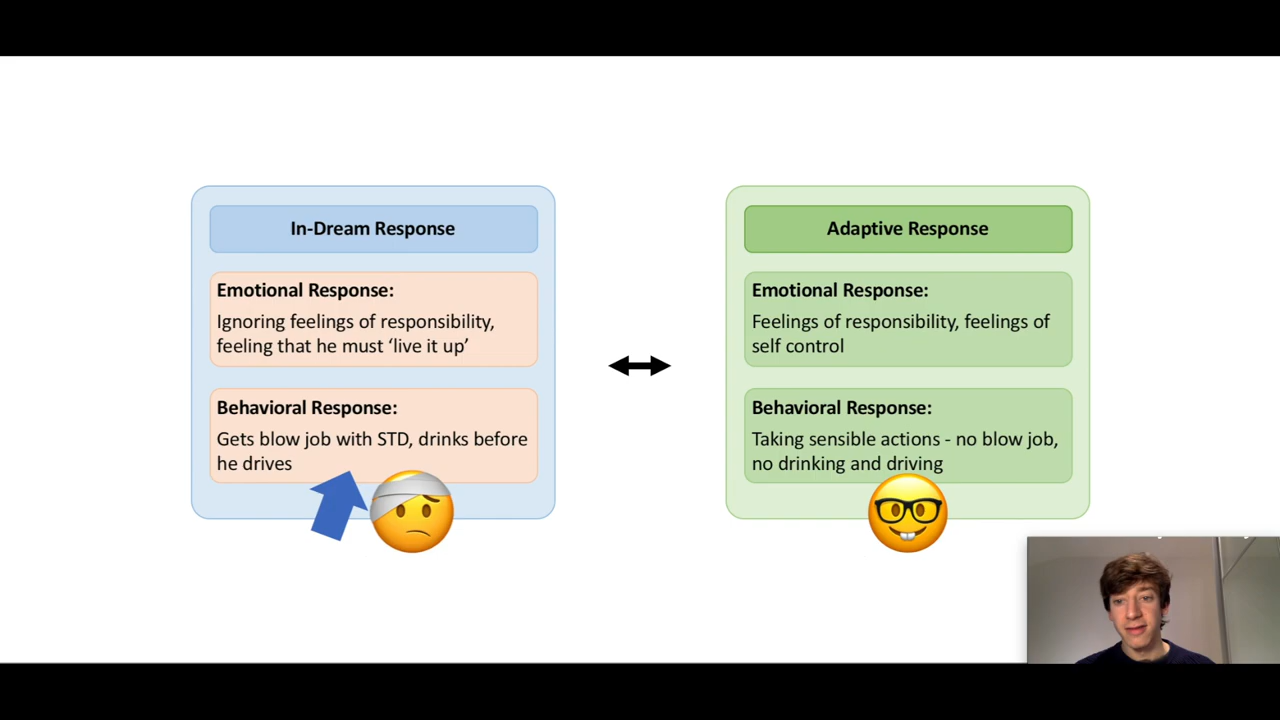 In-Dream Response
Emotional Response:
Ignoring feelings of responsibility,
feeling that he must ‘live it up’
Behavioral Response:
Gets blow job with STD, drinks before
he drives
Adaptive Response
Emotional Response:
Feelings of responsibility, feelings of
self control
Behavioral Response:
Taking sensible actions - no blow job,
no drinking and driving